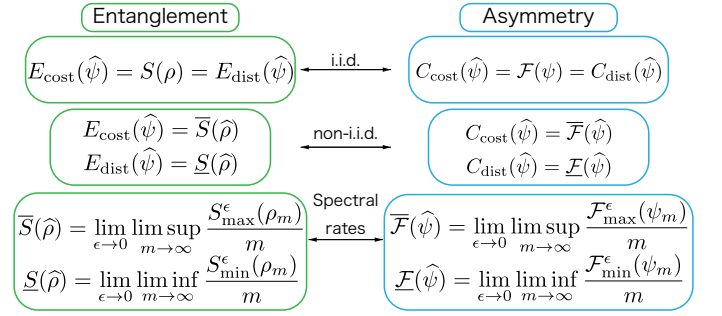 Entanglement
Asymmetry
E_cost(ψ̂) = S(ρ) = E_dist(ψ̂)
i.i.d.
C_cost(ψ̂) = ℱ(ψ) = C_dist(ψ̂)
E_cost(ψ̂) = S̅(ρ̂)
E_dist(ψ̂) = S̲(ρ̂)
non-i.i.d.
C_cost(ψ̂) = ℱ̅(ψ̂)
C_dist(ψ̂) = ℱ̲(ψ̂)
S̅(ρ̂) = lim_{ϵ→0} lim sup_{m→∞} S^ϵ_max(ρ_m)/m
S̲(ρ̂) = lim_{ϵ→0} lim inf_{m→∞} S^ϵ_min(ρ_m)/m
Spectral
rates
ℱ̅(ψ̂) = lim_{ϵ→0} lim sup_{m→∞} ℱ^ϵ_max(ψ_m)/m
ℱ̲(ψ̂) = lim_{ϵ→0} lim inf_{m→∞} ℱ^ϵ_min(ψ_m)/m